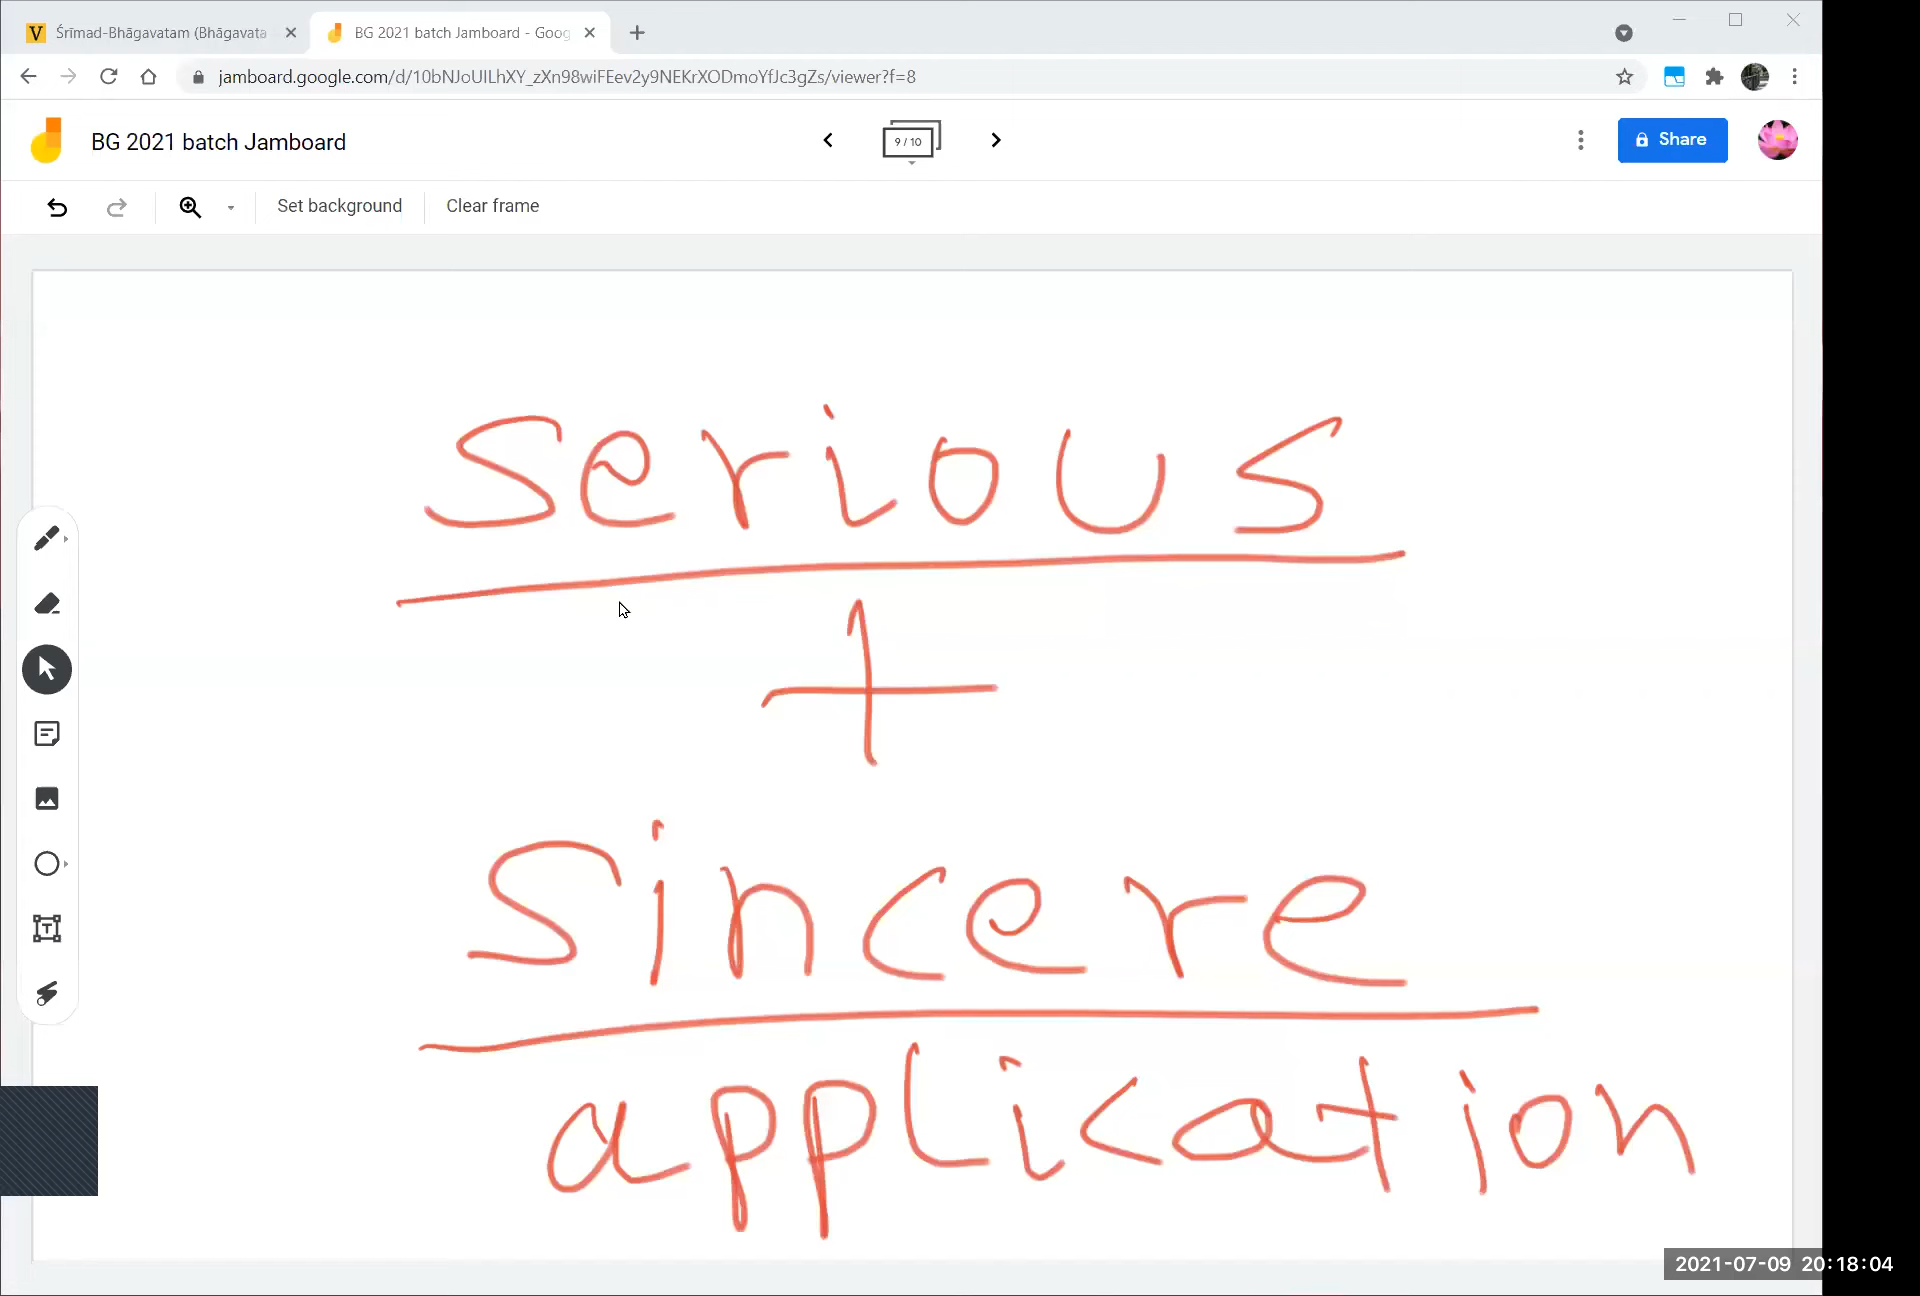 V Śrīmad-Bhāgavatam (Bhāgavata
BG 2021 batch Jamboard - Goog
jamboard.google.com/d/10bNJoUILhXY_zXn98wiFEev2y9NEKrXODmoYfJc3gZs/viewer?f=8
BG 2021 batch Jamboard
9 / 10
Share
Set background
Clear frame
Serious
+
Sincere
application
2021-07-09 20:18:04